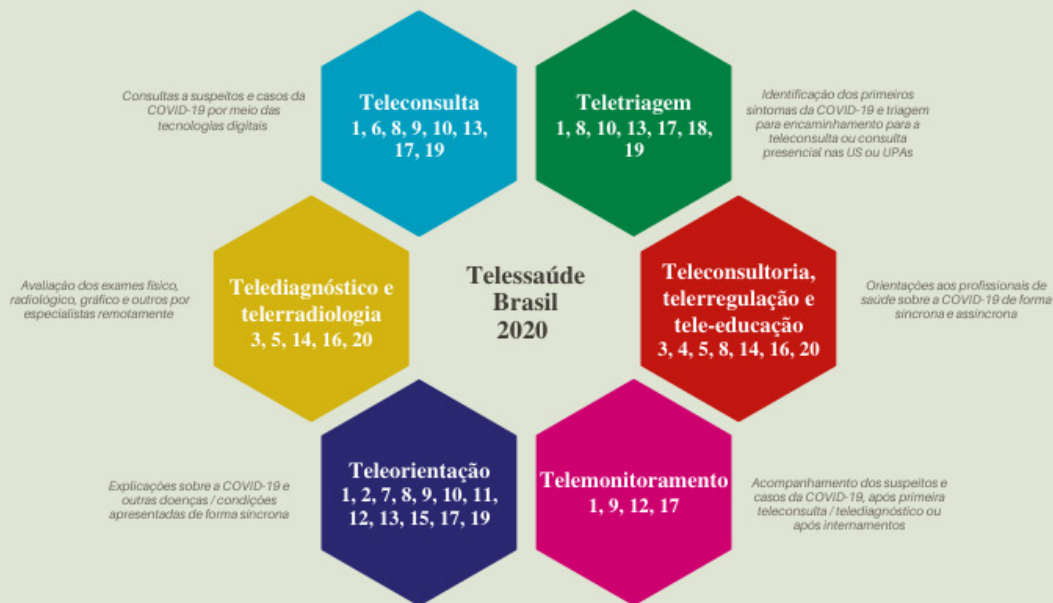 Consultas a suspeitos e casos da
COVID-19 por meio das
tecnologias digitais
Teleconsulta
1, 6, 8, 9, 10, 13,
17, 19
Teletriagem
1, 8, 10, 13, 17, 18,
19
Identificação dos primeiros
sintomas da COVID-19 e triagem
para encaminhamento para a
teleconsulta ou consulta
presencial nas US ou UPAs
Avaliação dos exames físico,
radiológico, gráfico e outros por
especialistas remotamente
Telediagnóstico e
telerradiologia
3, 5, 14, 16, 20
Telessaúde
Brasil
2020
Teleconsultoria,
telerregulação e
tele-educação
3, 4, 5, 8, 14, 16, 20
Orientações aos profissionais de
saúde sobre a COVID-19 de forma
síncrona e assíncrona
Explicações sobre a COVID-19 e
outras doenças / condições
apresentadas de forma síncrona
Teleorientação
1, 2, 7, 8, 9, 10, 11,
12, 13, 15, 17, 19
Telemonitoramento
1, 9, 12, 17
Acompanhamento dos suspeitos e
casos da COVID-19, após primeira
teleconsulta / telediagnóstico ou
após internamentos